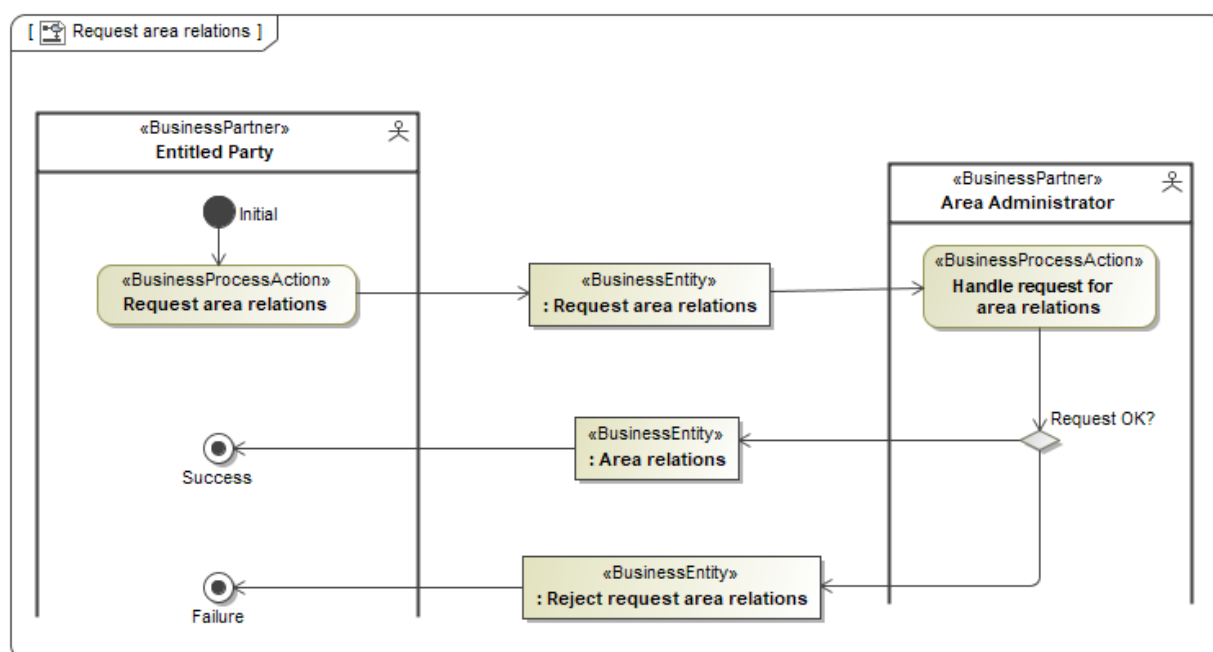 [ Request area relations ]
«BusinessPartner»
Entitled Party
«BusinessPartner»
Area Administrator
Initial
«BusinessProcessAction»
Request area relations
«BusinessEntity»
: Request area relations
«BusinessProcessAction»
Handle request for
area relations
Request OK?
«BusinessEntity»
: Area relations
Success
«BusinessEntity»
: Reject request area relations
Failure